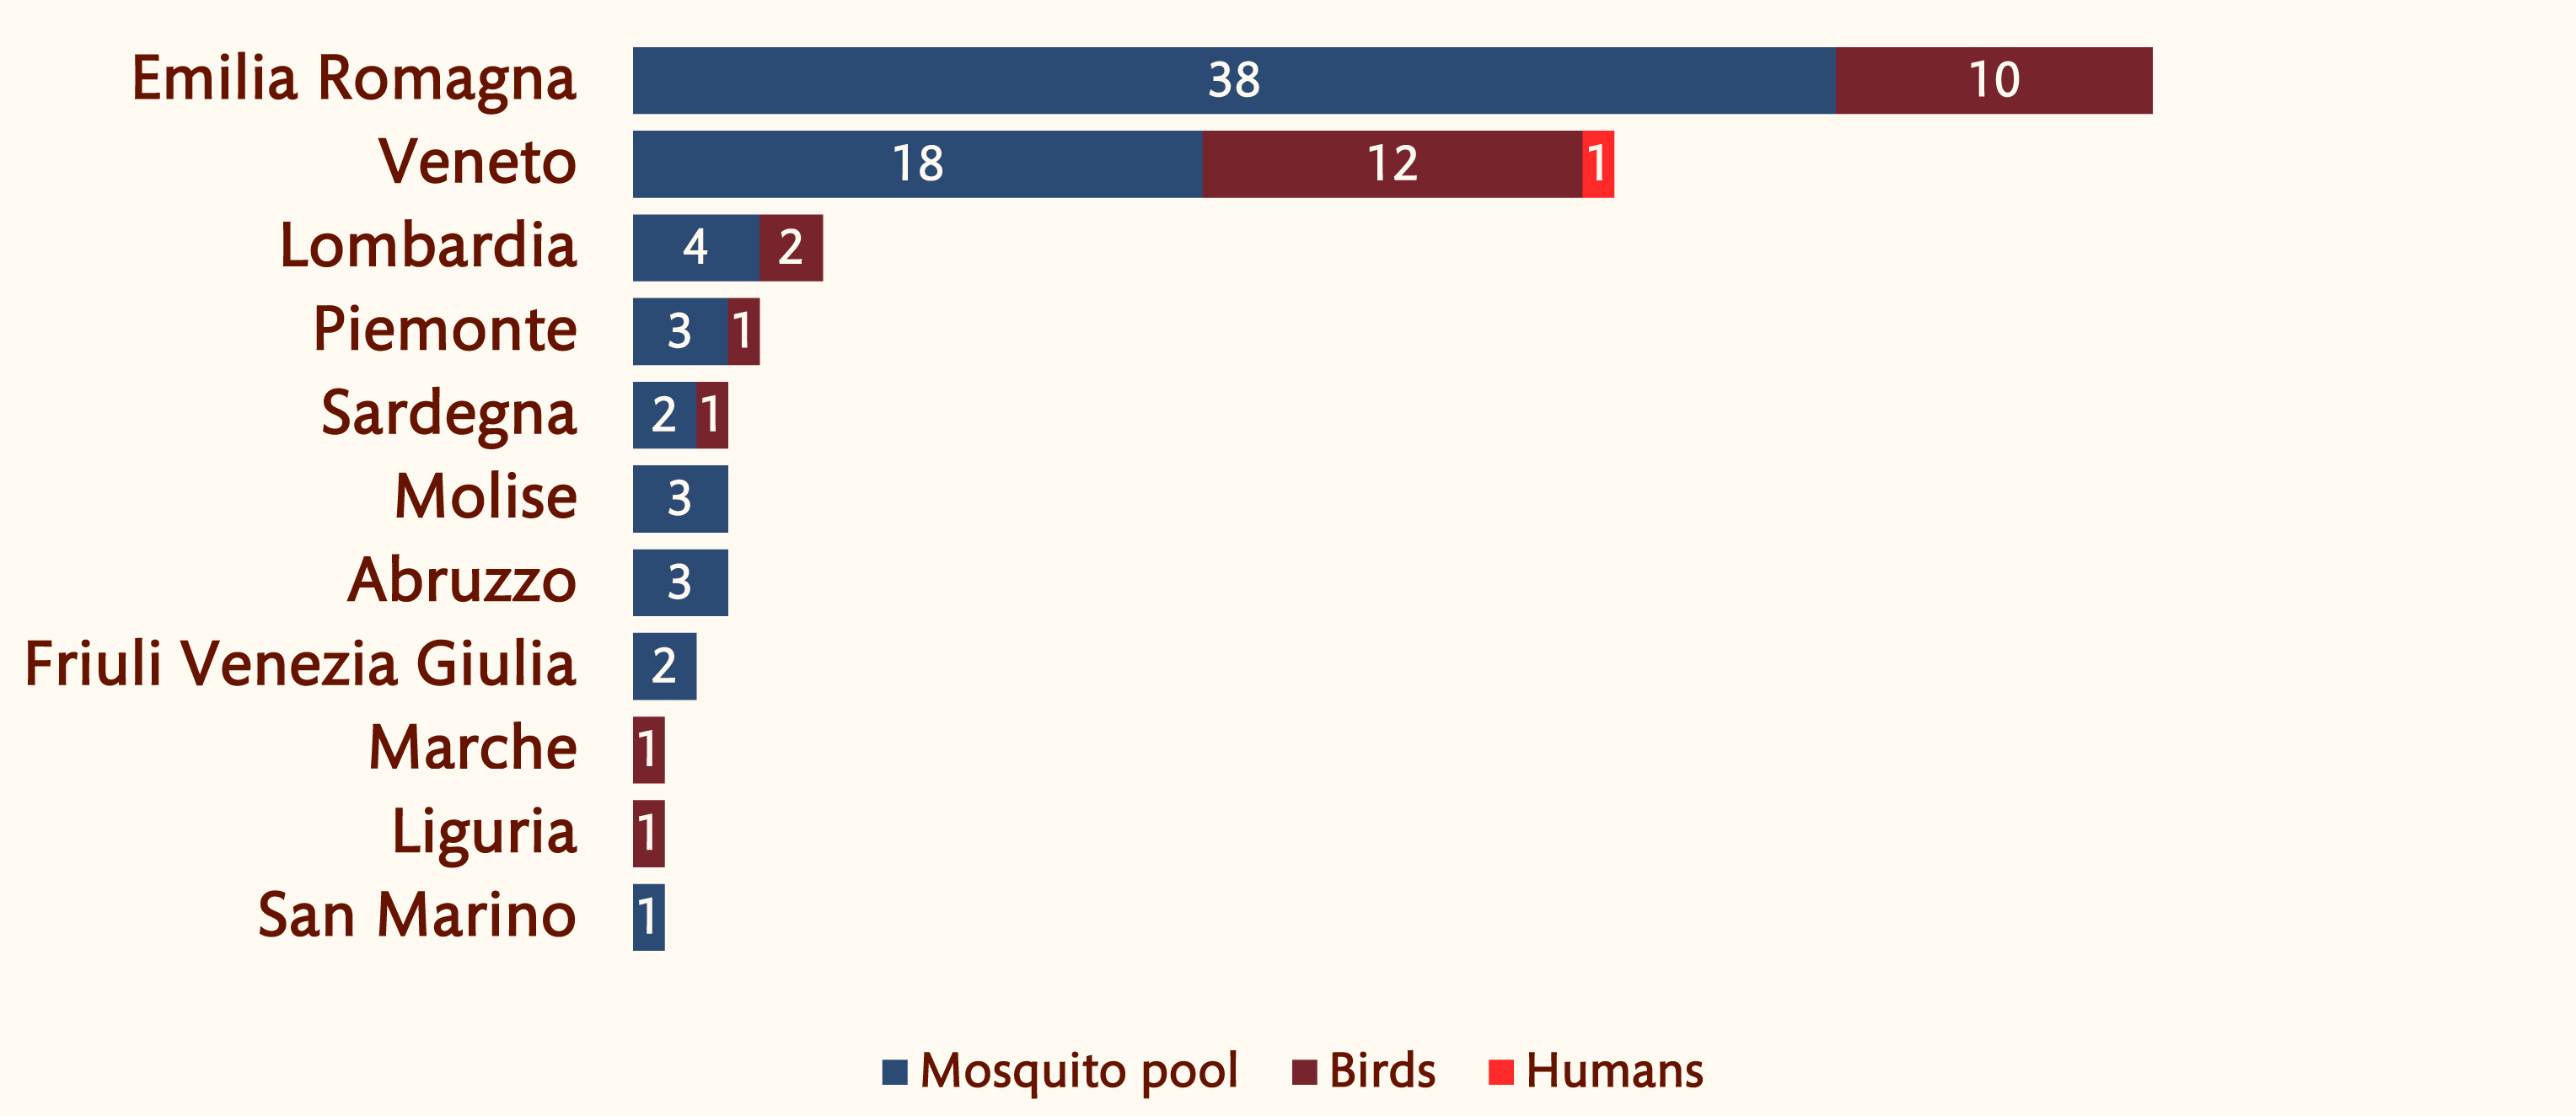 Emilia Romagna 38 10
Veneto 18 12 1
Lombardia 4 2
Piemonte 3 1
Sardegna 2 1
Molise 3
Abruzzo 3
Friuli Venezia Giulia 2
Marche 1
Liguria 1
San Marino 1
Mosquito pool Birds Humans